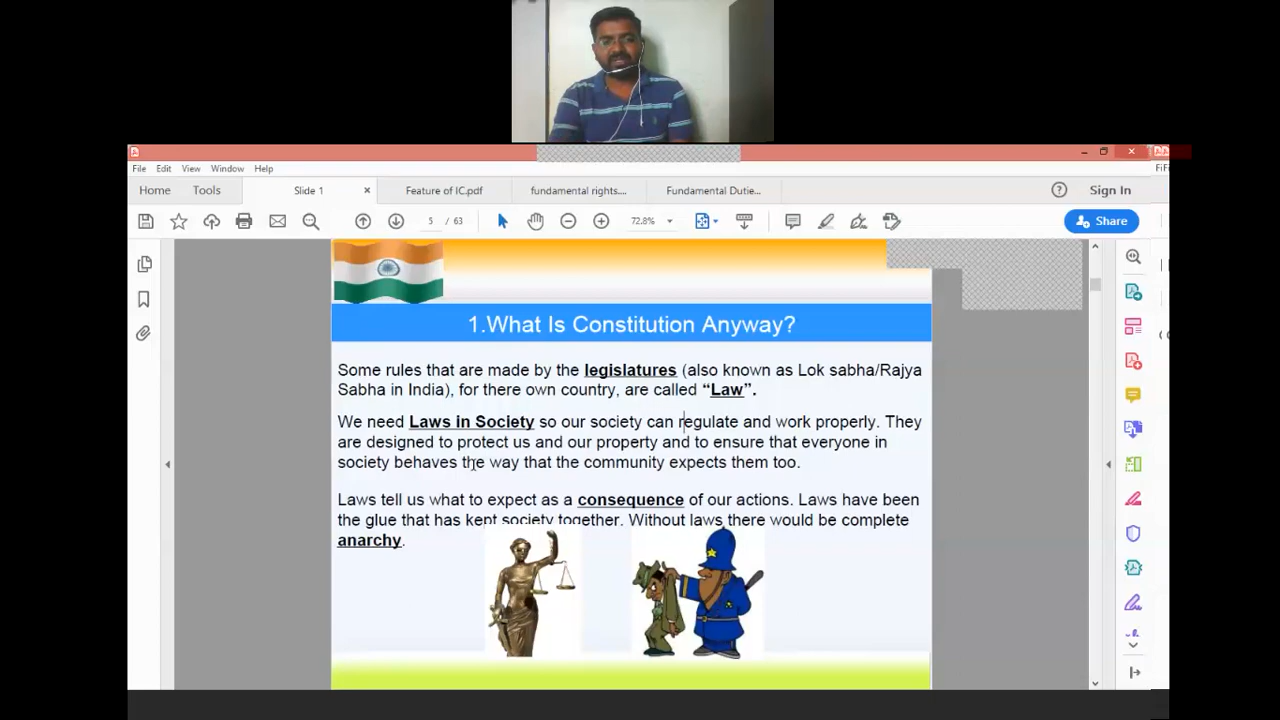 File Edit View Window Help
Home Tools Slide 1 × Feature of IC.pdf fundamental rights.... Fundamental Dutie... ? Sign In
5 / 63 72.8% Share
1.What Is Constitution Anyway?
Some rules that are made by the legislatures (also known as Lok sabha/Rajya
Sabha in India), for there own country, are called “Law”.
We need Laws in Society so our society can regulate and work properly. They
are designed to protect us and our property and to ensure that everyone in
society behaves the way that the community expects them too.
Laws tell us what to expect as a consequence of our actions. Laws have been
the glue that has kept society together. Without laws there would be complete
anarchy.